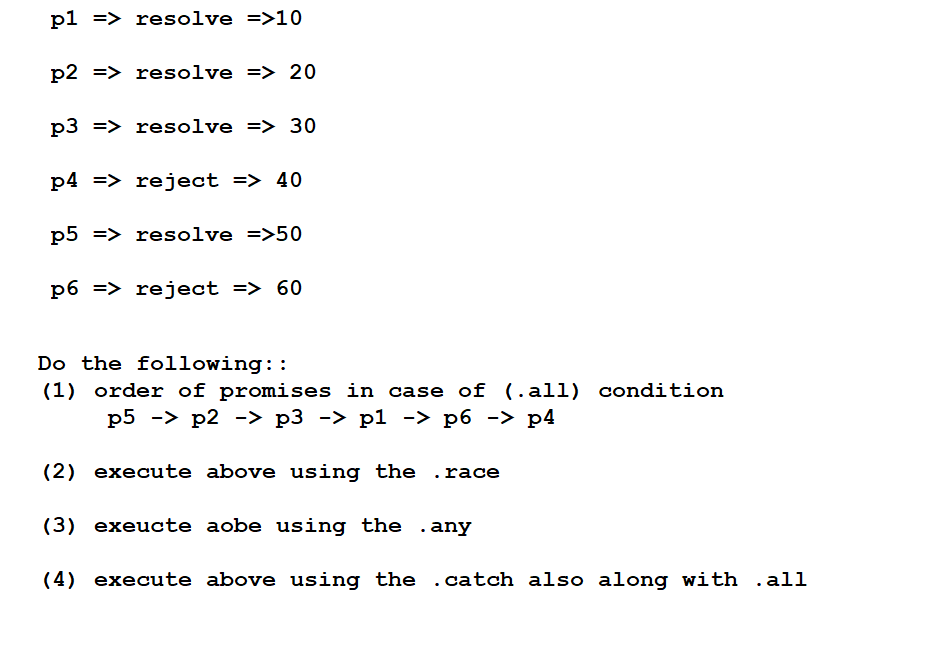 p1 => resolve =>10
p2 => resolve => 20
p3 => resolve => 30
p4 => reject => 40
p5 => resolve =>50
p6 => reject => 60
Do the following::
(1) order of promises in case of (.all) condition
p5 -> p2 -> p3 -> p1 -> p6 -> p4
(2) execute above using the .race
(3) exeucte aobe using the .any
(4) execute above using the .catch also along with .all